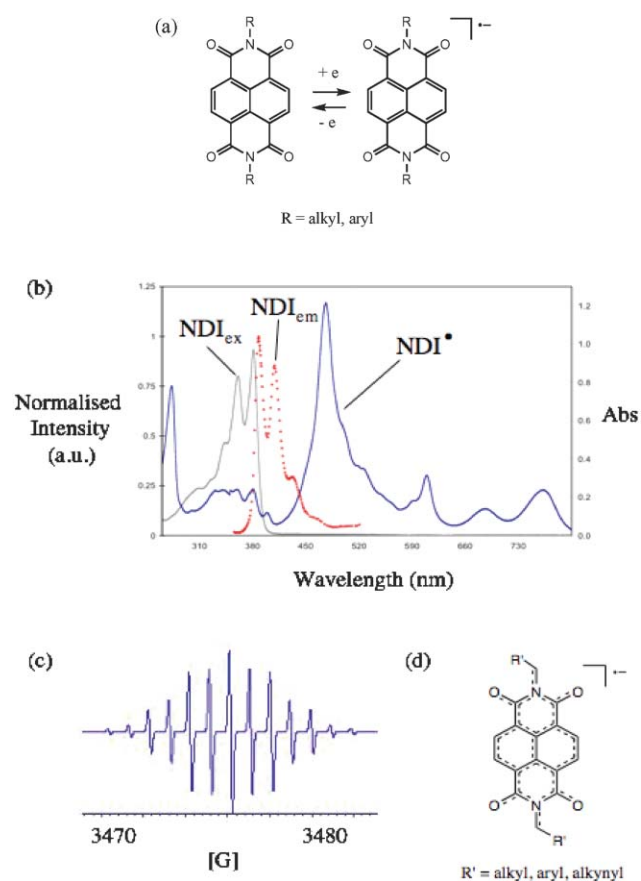 (a)
R R
N N
O O O O
+ e
- e
•−
O O O O
N N
R R
R = alkyl, aryl
(b)
1.25
1
0.75
0.5
0.25
0
1.2
1.0
0.8
0.6
0.4
0.2
0.0
NDIex
NDIem
NDI•
Normalised
Intensity
(a.u.)
Abs
310 380 450 520 590 660 730
Wavelength (nm)
(c)
3470 3480
[G]
(d)
R'
•−
N
O O
O O
N
R'
R' = alkyl, aryl, alkynyl